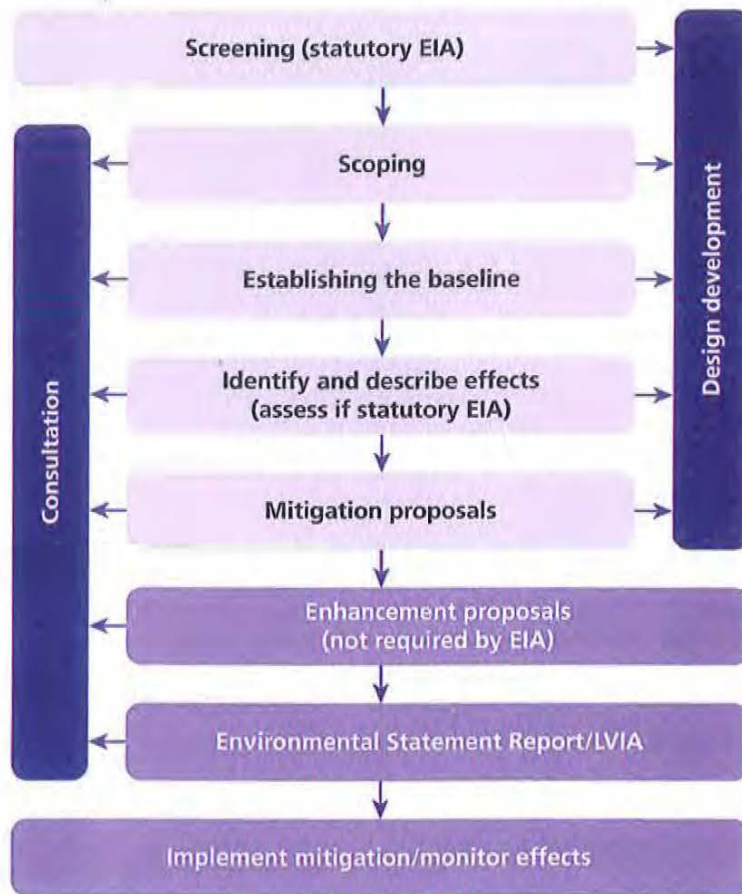 Screening (statutory EIA)
Scoping
Establishing the baseline
Identify and describe effects
(assess if statutory EIA)
Mitigation proposals
Enhancement proposals
(not required by EIA)
Environmental Statement Report/LVIA
Implement mitigation/monitor effects
Consultation
Design development